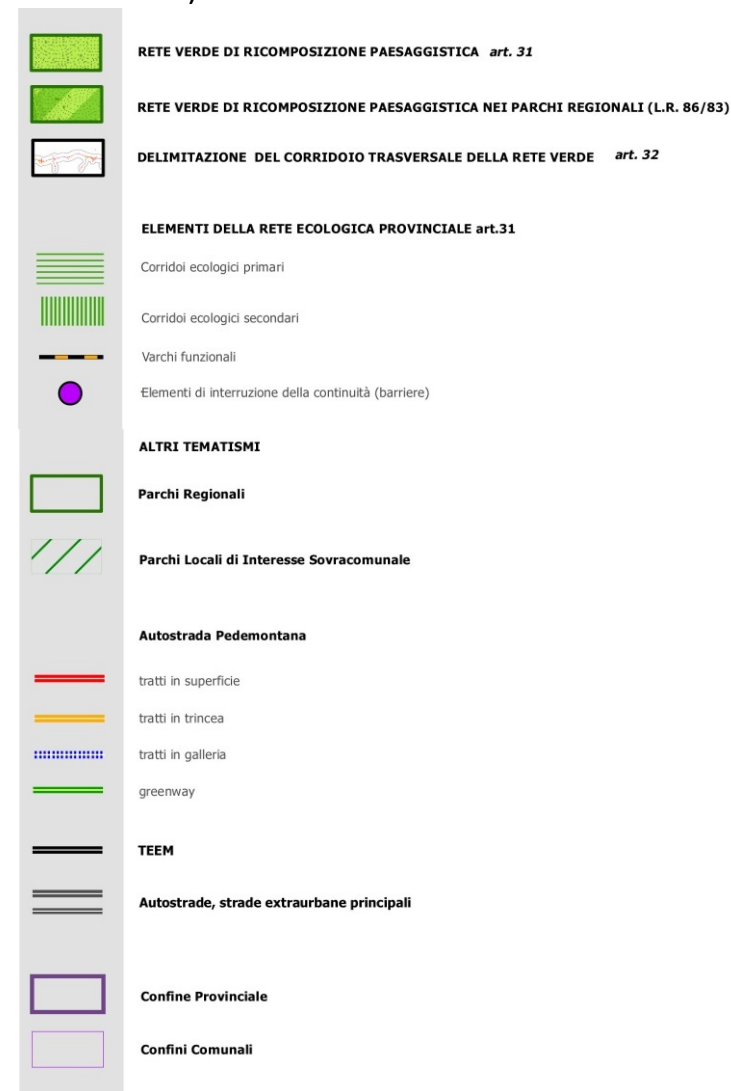 RETE VERDE DI RICOMPOSIZIONE PAESAGGISTICA art. 31
RETE VERDE DI RICOMPOSIZIONE PAESAGGISTICA NEI PARCHI REGIONALI (L.R. 86/83)
DELIMITAZIONE DEL CORRIDOIO TRASVERSALE DELLA RETE VERDE art. 32
ELEMENTI DELLA RETE ECOLOGICA PROVINCIALE art.31
Corridoi ecologici primari
Corridoi ecologici secondari
Varchi funzionali
Elementi di interruzione della continuità (barriere)
ALTRI TEMATISMI
Parchi Regionali
Parchi Locali di Interesse Sovracomunale
Autostrada Pedemontana
tratti in superficie
tratti in trincea
tratti in galleria
greenway
TEEM
Autostrade, strade extraurbane principali
Confine Provinciale
Confini Comunali